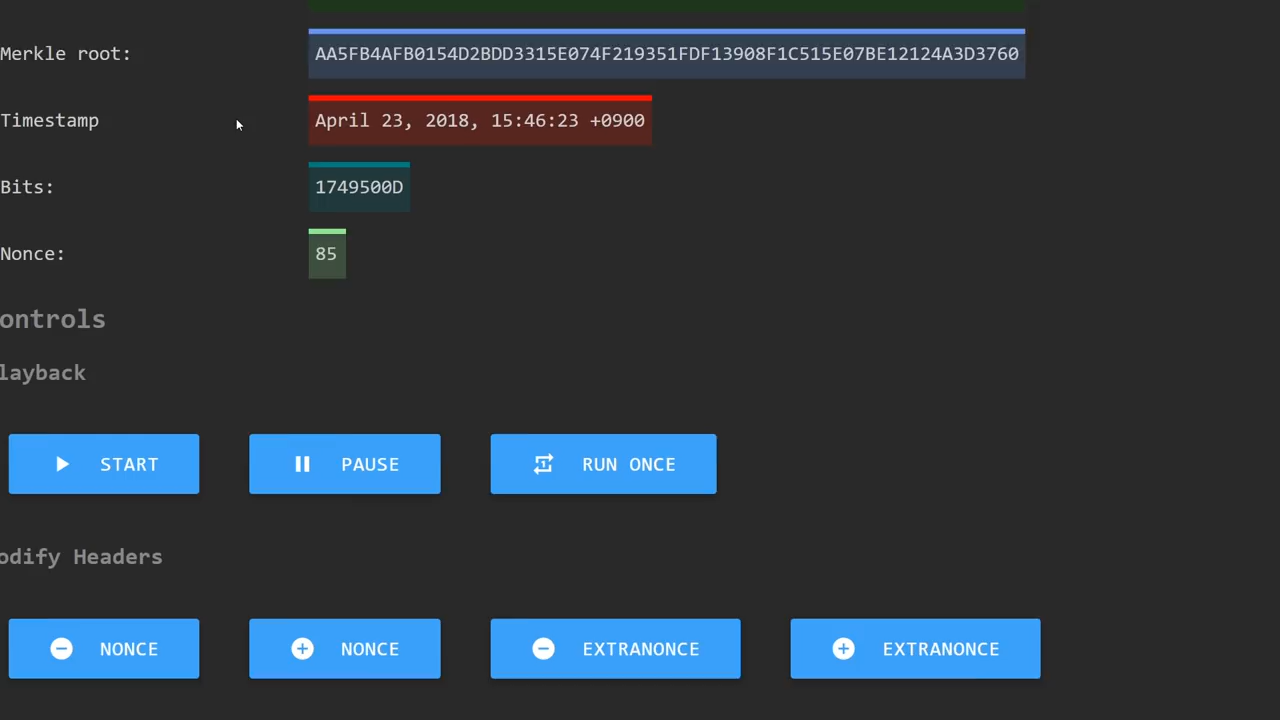 Merkle root: AA5FB4AFB0154D2BDD3315E074F219351FDF13908F1C515E07BE12124A3D3760
Timestamp April 23, 2018, 15:46:23 +0900
Bits: 1749500D
Nonce: 85
ontrols
layback
START PAUSE RUN ONCE
odify Headers
NONCE NONCE EXTRANONCE EXTRANONCE